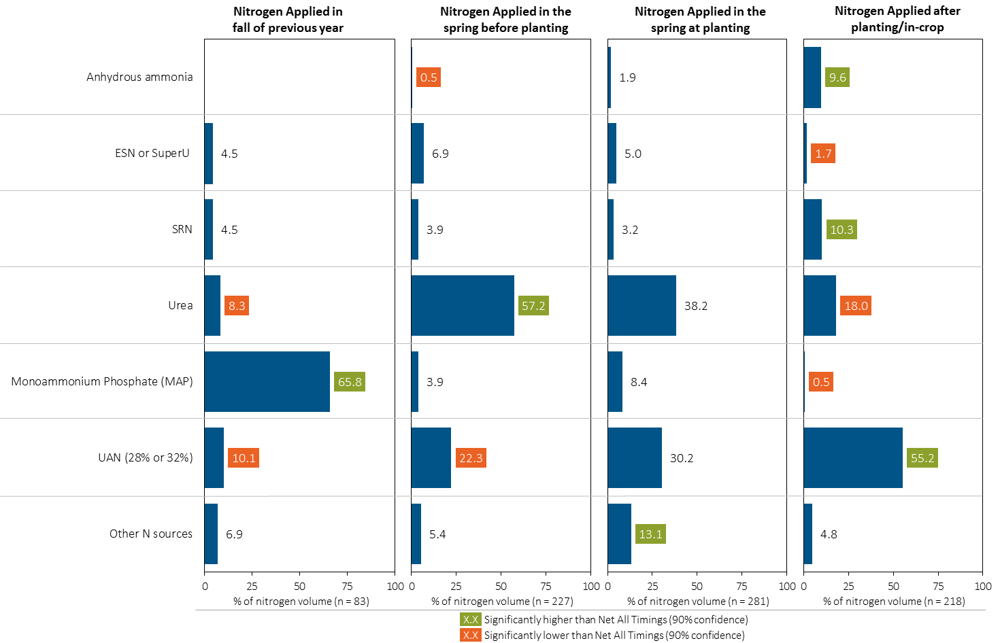 Nitrogen Applied in
fall of previous year
Nitrogen Applied in the
spring before planting
Nitrogen Applied in the
spring at planting
Nitrogen Applied after
planting/in-crop
Anhydrous ammonia
0.5
1.9
9.6
ESN or SuperU
4.5
6.9
5.0
1.7
SRN
4.5
3.9
3.2
10.3
Urea
8.3
57.2
38.2
18.0
Monoammonium Phosphate (MAP)
65.8
3.9
8.4
0.5
UAN (28% or 32%)
10.1
22.3
30.2
55.2
Other N sources
6.9
5.4
13.1
4.8
0 25 50 75 100
0 25 50 75 100
0 25 50 75 100
0 25 50 75 100
% of nitrogen volume (n = 83)
% of nitrogen volume (n = 227)
% of nitrogen volume (n = 281)
% of nitrogen volume (n = 218)
X.X Significantly higher than Net All Timings (90% confidence)
X.X Significantly lower than Net All Timings (90% confidence)